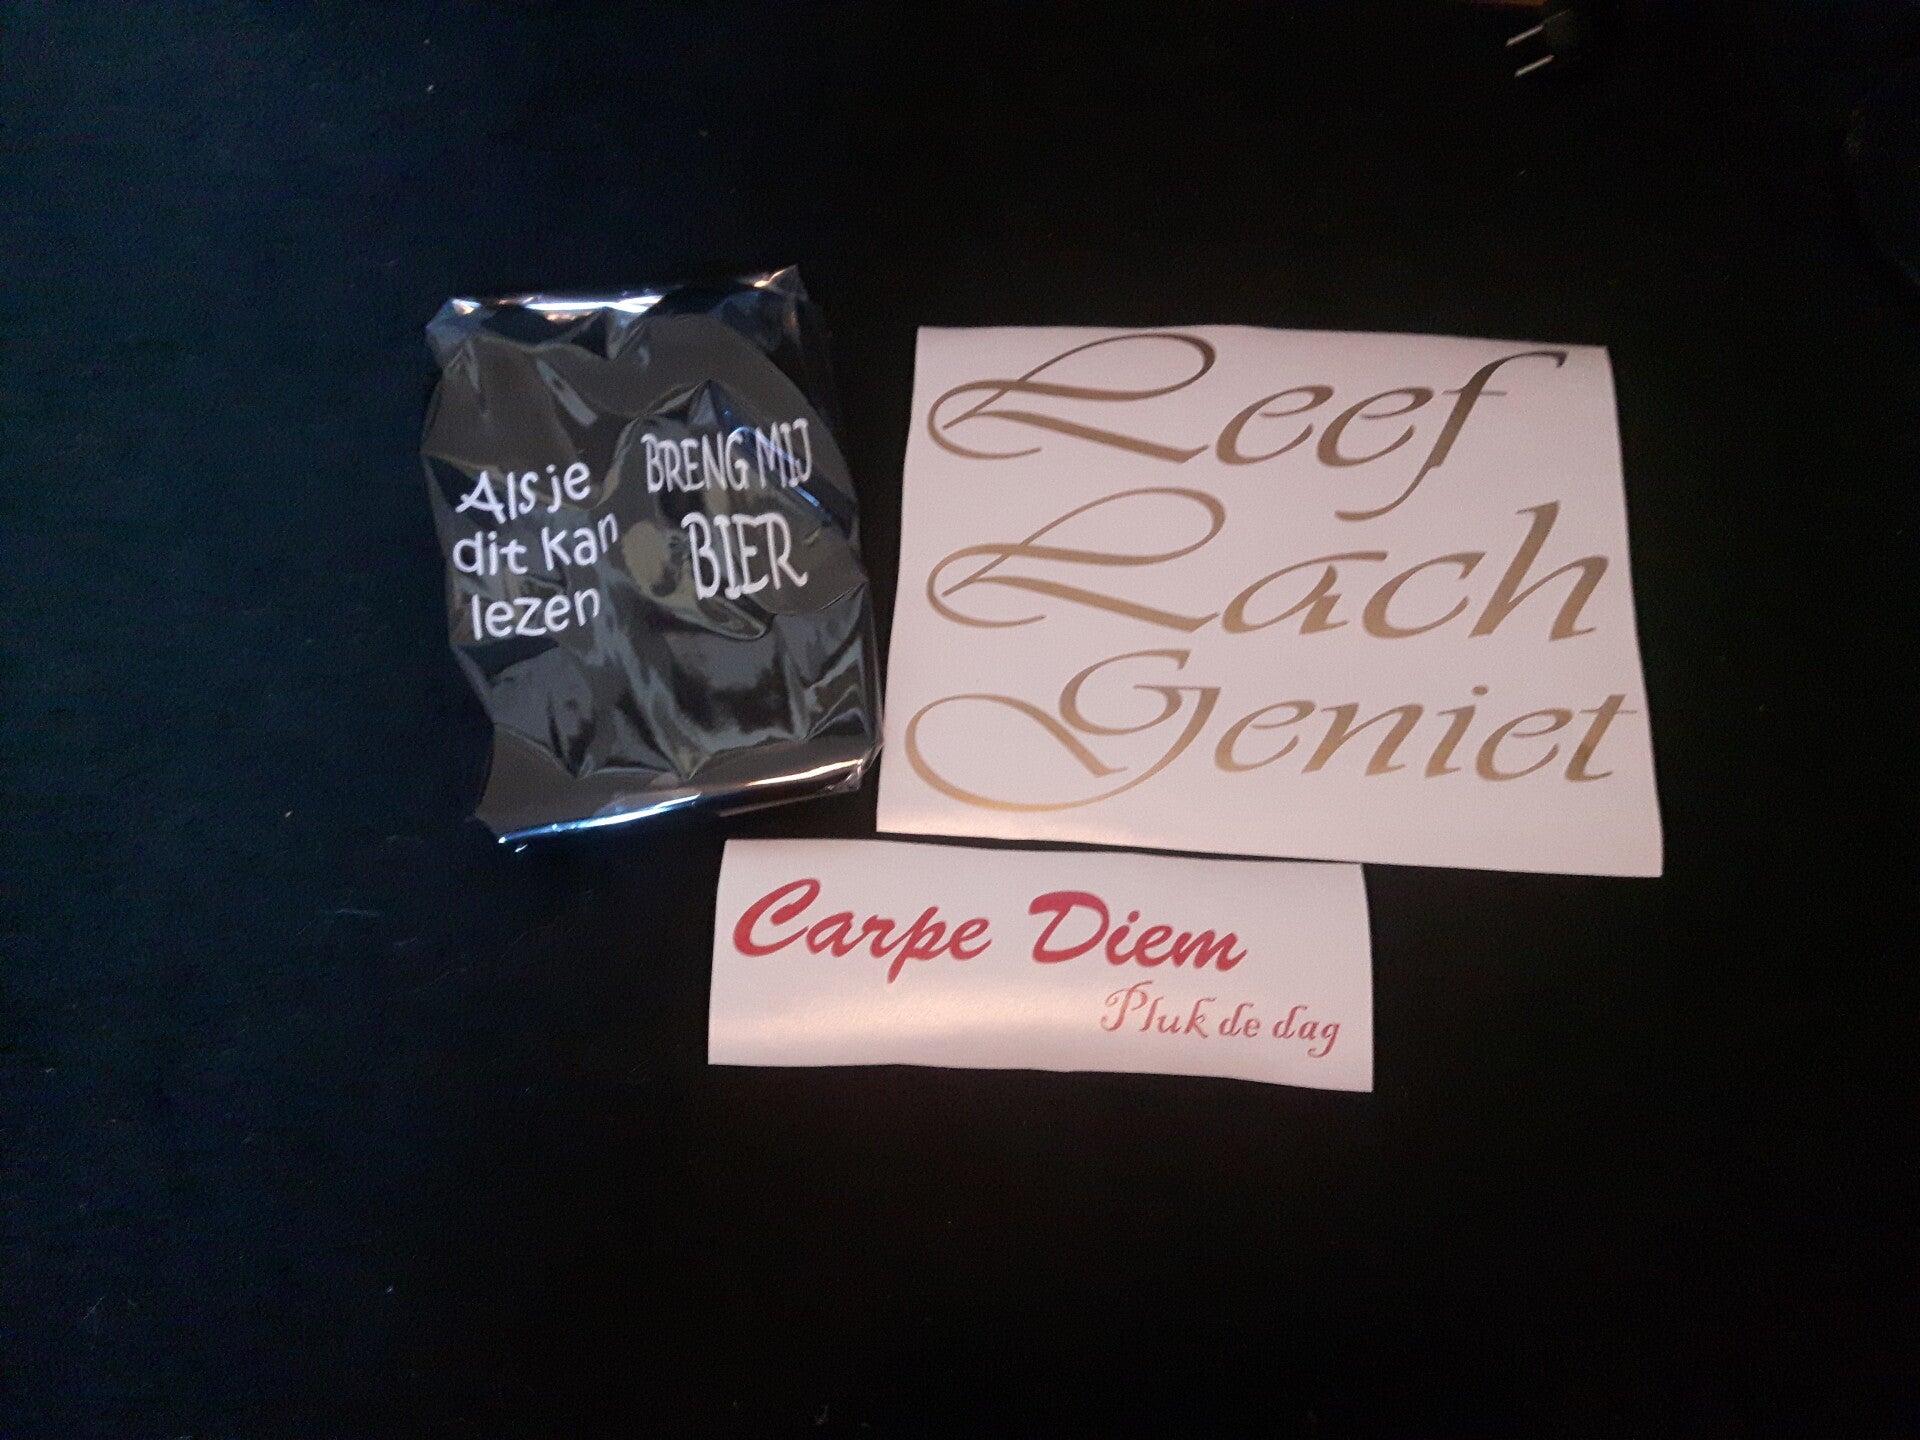 Als je
dit kan
lezen
BRENG MIJ
BIER
Leef
Lach
Geniet
Carpe Diem
Pluk de dag